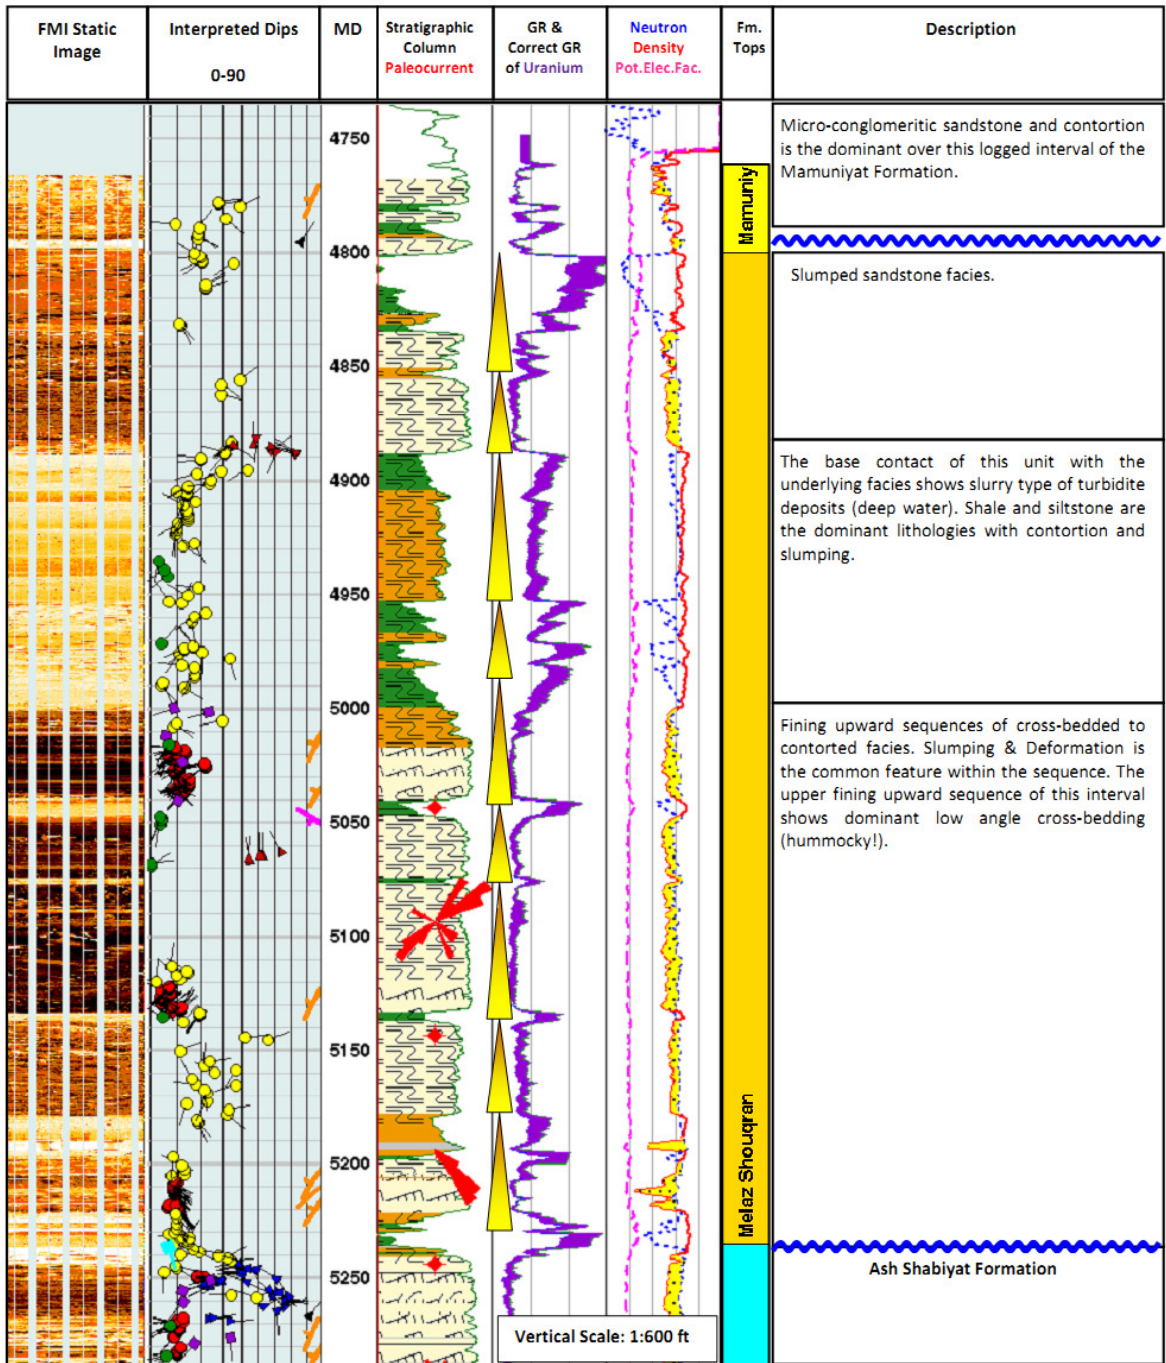 FMI Static
Image
Interpreted Dips
0-90
MD
Stratigraphic
Column
Paleocurrent
GR &
Correct GR
of Uranium
Neutron
Density
Pot.Elec.Fac.
Fm.
Tops
Description
4750
4800
4850
4900
4950
5000
5050
5100
5150
5200
5250
Mamuniy
Melaz Shouqran
Micro-conglomeritic sandstone and contortion
is the dominant over this logged interval of the
Mamuniyat Formation.
Slumped sandstone facies.
The base contact of this unit with the
underlying facies shows slurry type of turbidite
deposits (deep water). Shale and siltstone are
the dominant lithologies with contortion and
slumping.
Fining upward sequences of cross-bedded to
contorted facies. Slumping & Deformation is
the common feature within the sequence. The
upper fining upward sequence of this interval
shows dominant low angle cross-bedding
(hummocky!).
Ash Shabiyat Formation
Vertical Scale: 1:600 ft